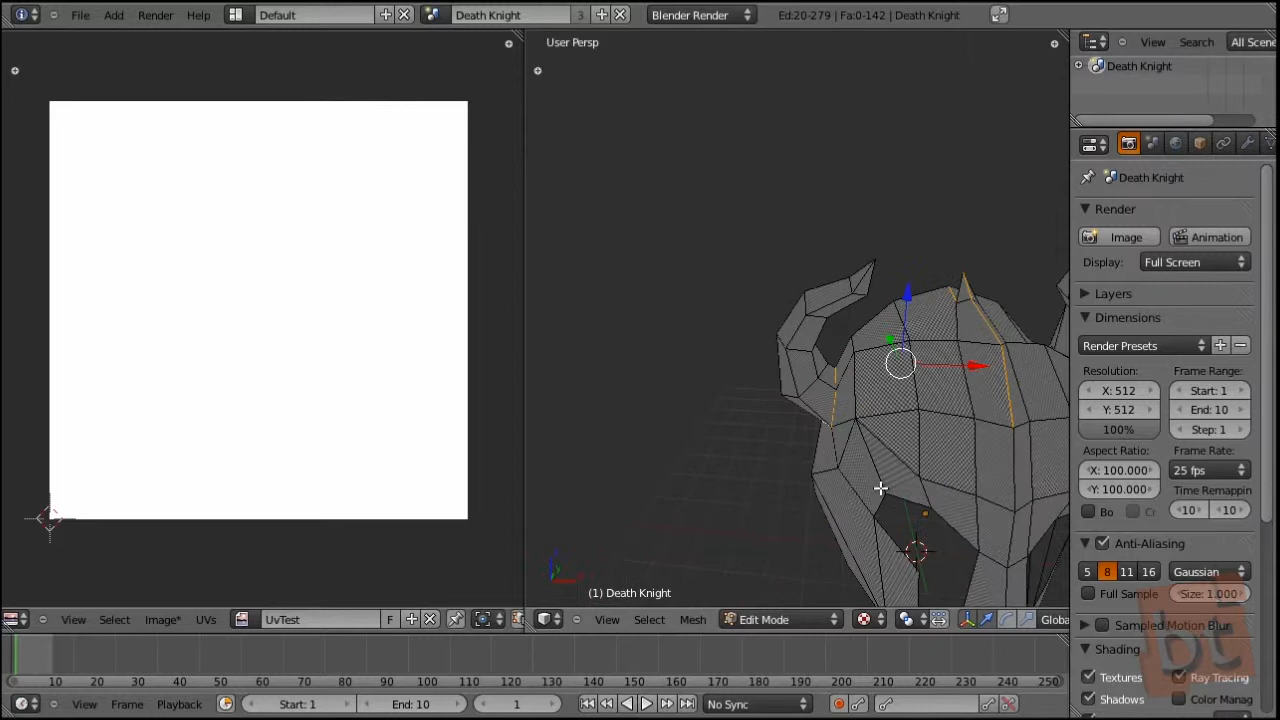 File Add Render Help Default Death Knight 3 Blender Render Ed:20-279 | Fa:0-142 | Death Knight
User Persp
View Search All Scene
Death Knight
Death Knight
Render
Image Animation
Display: Full Screen
Layers
Dimensions
Render Presets
Resolution: Frame Range:
X: 512 Start: 1
Y: 512 End: 10
100% Step: 1
Aspect Ratio: Frame Rate:
X: 100.000 25 fps
Y: 100.000 Time Remappin
Bo Cr 10 10
Anti-Aliasing
5 8 11 16 Gaussian
Full Sample Size: 1.000
(1) Death Knight
View Select Image* UVs UvTest F View Select Mesh Edit Mode Global
Sampled Motion Blur
Shading
Textures Ray Tracing
Shadows Color Manag
10 20 30 40 50 60 70 80 90 100 110 120 130 140 150 160 170 180 190 200 210 220 230 240 250
View Frame Playback Start: 1 End: 10 1 No Sync
bt